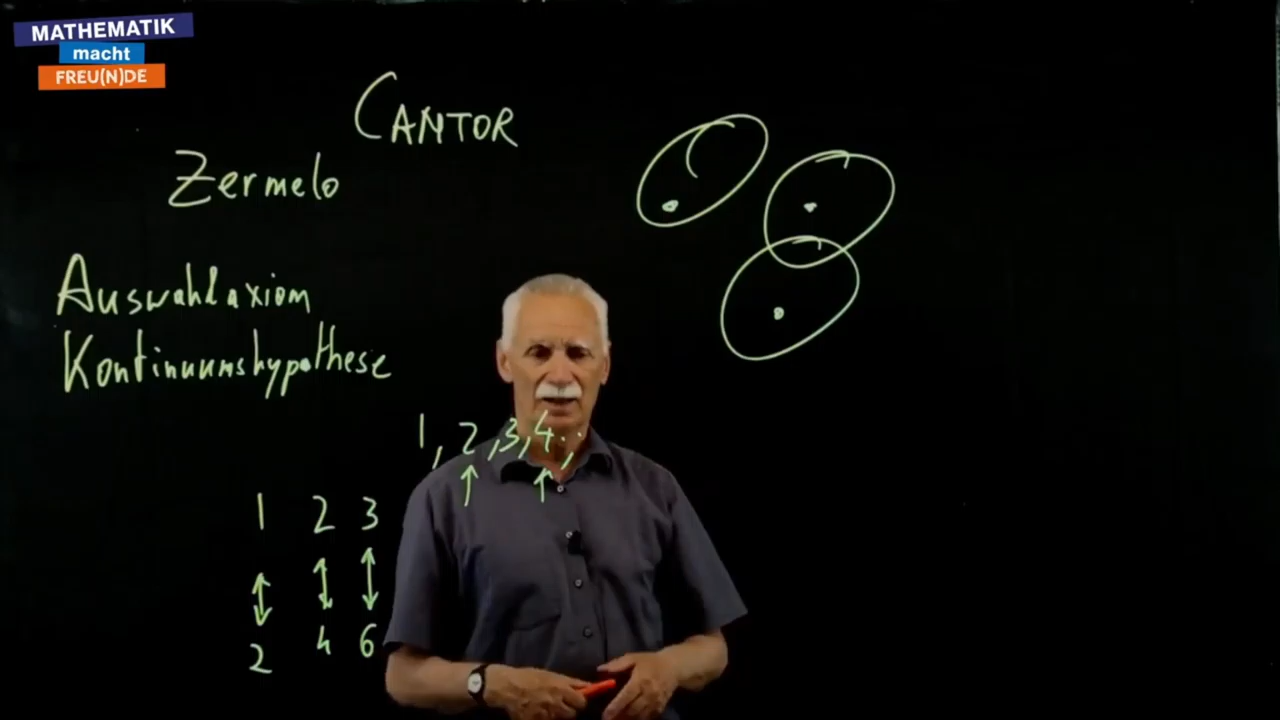 MATHEMATIK
macht
FREU(N)DE
CANTOR
Zermelo
Auswahlaxiom
Kontinuumshypothese
1, 2, 3, 4 . . ,
1 2 3
2 4 6